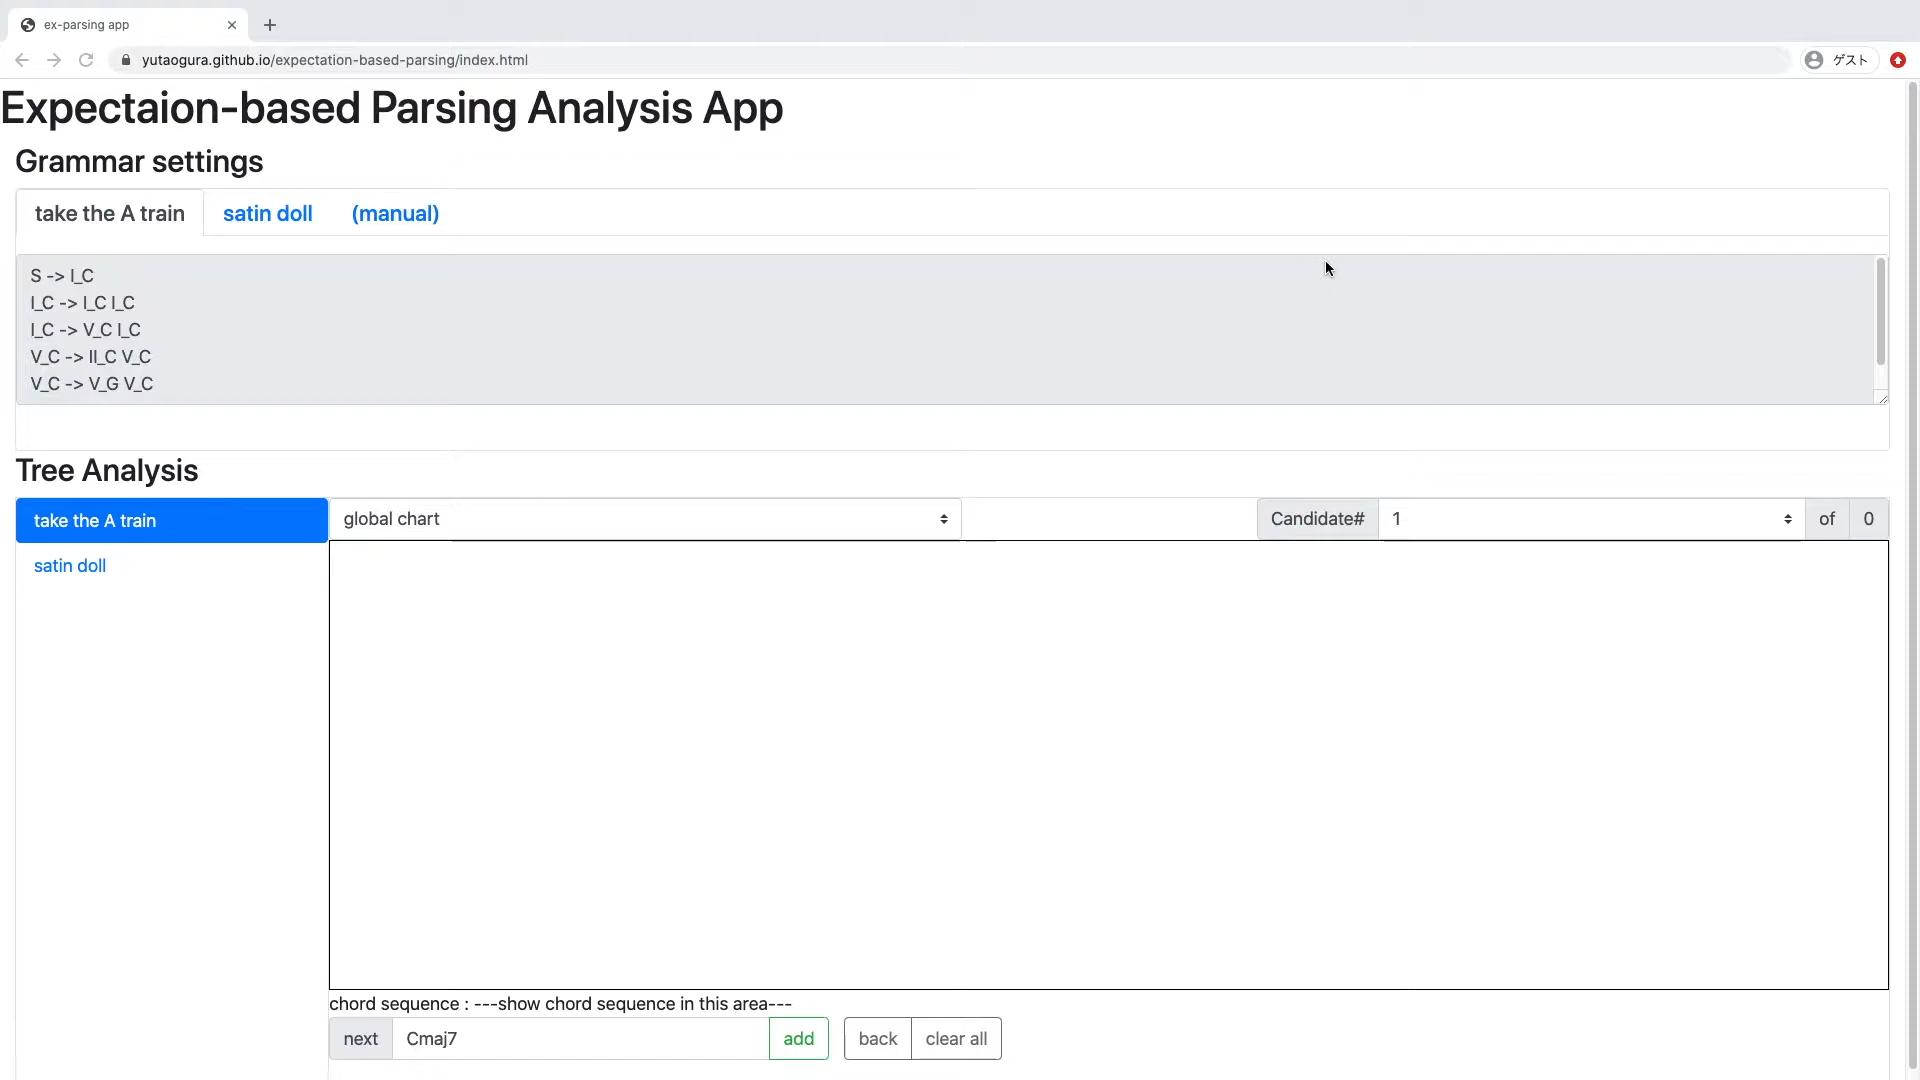 ex-parsing app
yutaogura.github.io/expectation-based-parsing/index.html
ゲスト
Expectaion-based Parsing Analysis App
Grammar settings
take the A train satin doll (manual)
S -> I_C
I_C -> I_C I_C
I_C -> V_C I_C
V_C -> II_C V_C
V_C -> V_G V_C
Tree Analysis
take the A train global chart Candidate# 1 of 0
satin doll
chord sequence : ---show chord sequence in this area---
next Cmaj7 add back clear all